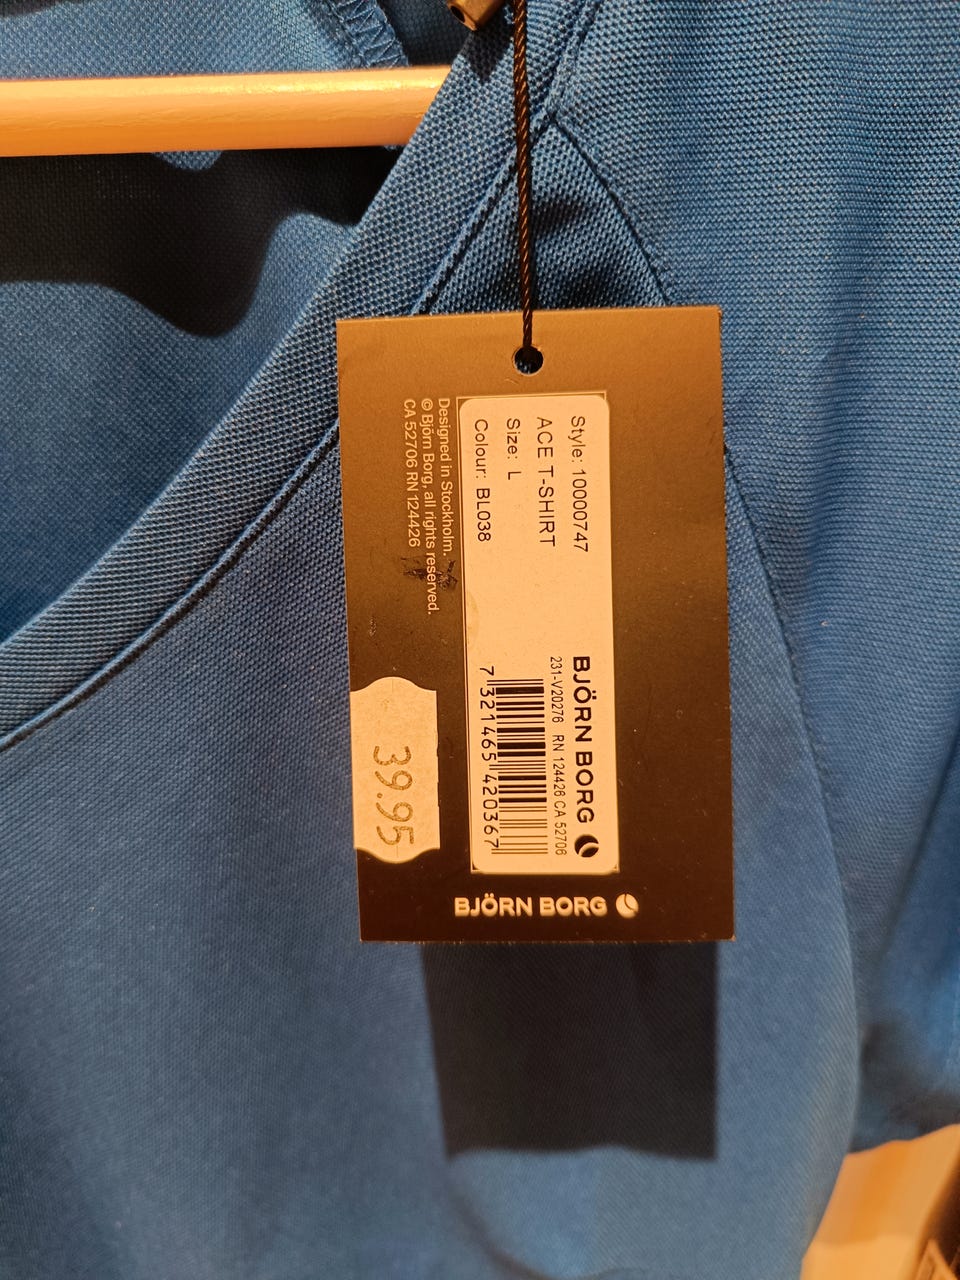 Style: 10000747
ACE T-SHIRT
Size: L
Colour: BL038
BJÖRN BORG
231-V20276 RN 124426 CA 52706
7 321465 420367
Designed in Stockholm.
© Björn Borg, all rights reserved.
CA 52706 RN 124426
39.95
BJÖRN BORG